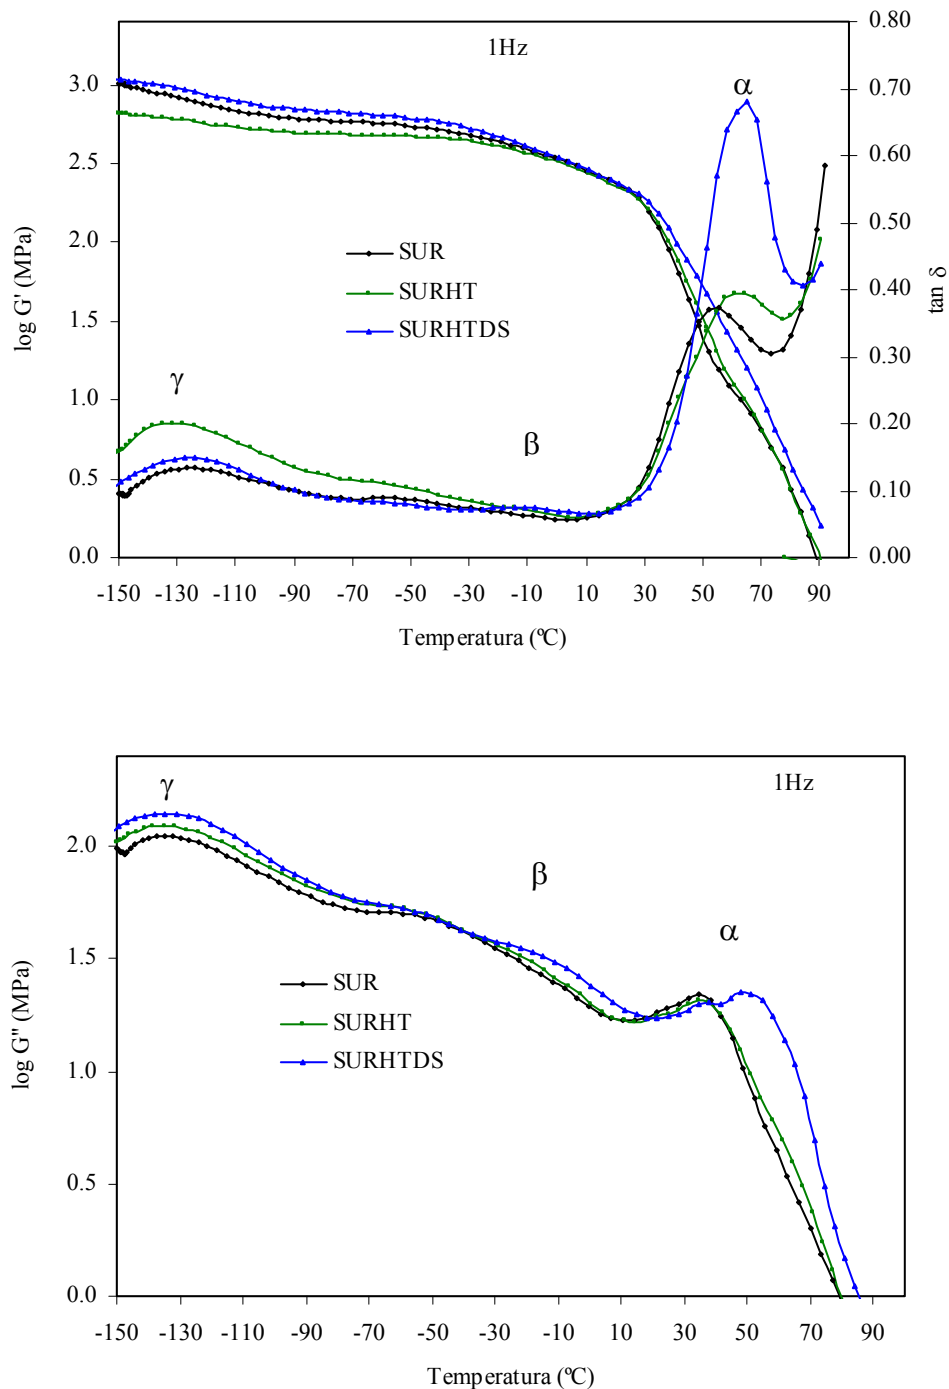 1Hz
α
γ
β
SUR
SURHT
SURHTDS
log G' (MPa)
3.0
2.5
2.0
1.5
1.0
0.5
0.0
tan δ
0.80
0.70
0.60
0.50
0.40
0.30
0.20
0.10
0.00
-150 -130 -110 -90 -70 -50 -30 -10 10 30 50 70 90
Temperatura (ºC)
γ
1Hz
β
α
SUR
SURHT
SURHTDS
log G'' (MPa)
2.0
1.5
1.0
0.5
0.0
-150 -130 -110 -90 -70 -50 -30 -10 10 30 50 70 90
Temperatura (ºC)